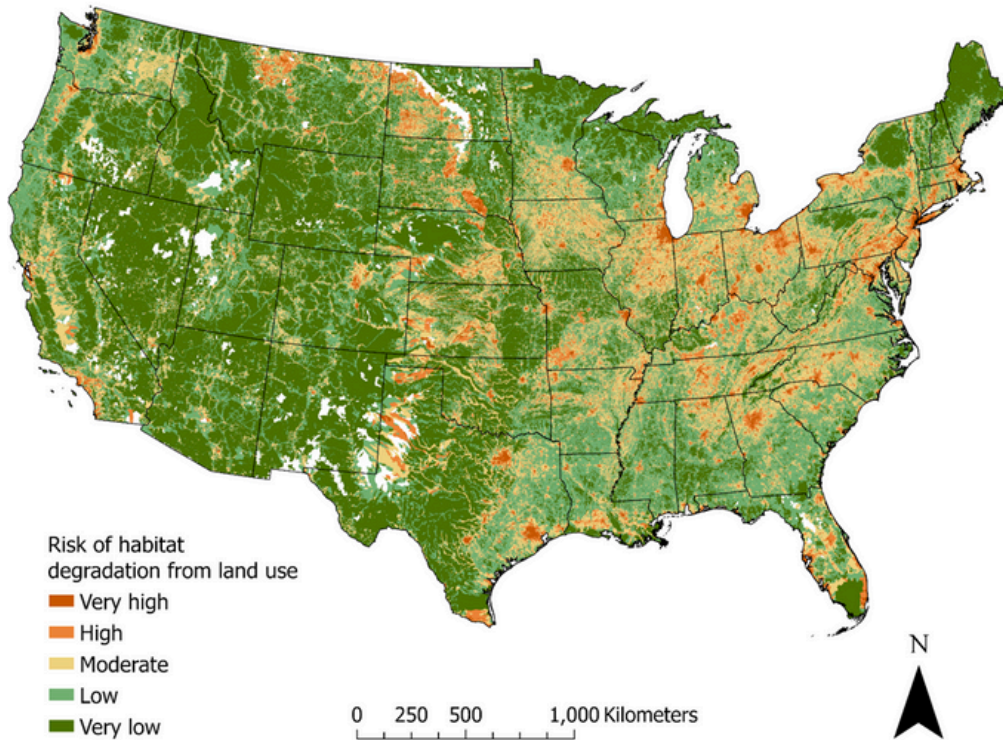 Risk of habitat
degradation from land use
Very high
High
Moderate
Low
Very low
0 250 500 1,000 Kilometers
N